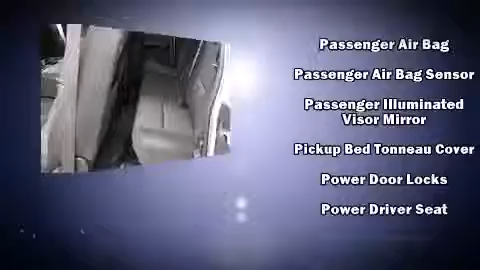 Passenger Air Bag
Passenger Air Bag Sensor
Passenger Illuminated
Visor Mirror
Pickup Bed Tonneau Cover
Power Door Locks
Power Driver Seat